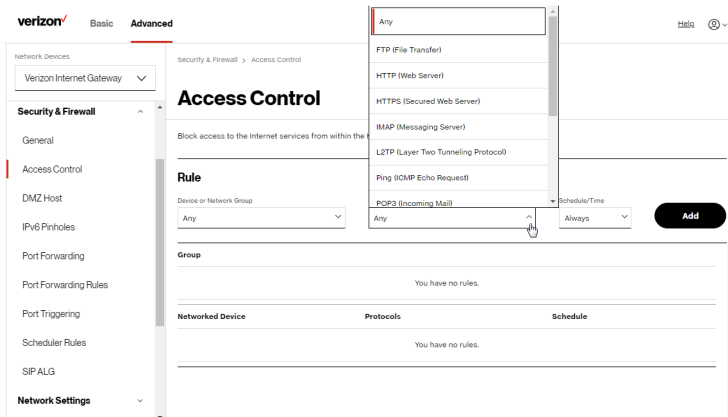 verizon✓
Basic
Advanced
Help
Network Devices
Verizon Internet Gateway
Security & Firewall
General
Access Control
DMZ Host
IPv6 Pinholes
Port Forwarding
Port Forwarding Rules
Port Triggering
Scheduler Rules
SIP ALG
Network Settings
Security & Firewall > Access Control
Access Control
Block access to the Internet services from within the
Rule
Device or Network Group
Any
Any
FTP (File Transfer)
HTTP (Web Server)
HTTPS (Secured Web Server)
IMAP (Messaging Server)
L2TP (Layer Two Tunneling Protocol)
Ping (ICMP Echo Request)
POP3 (Incoming Mail)
Any
Schedule/Time
Always
Add
Group
You have no rules.
Networked Device Protocols Schedule
You have no rules.